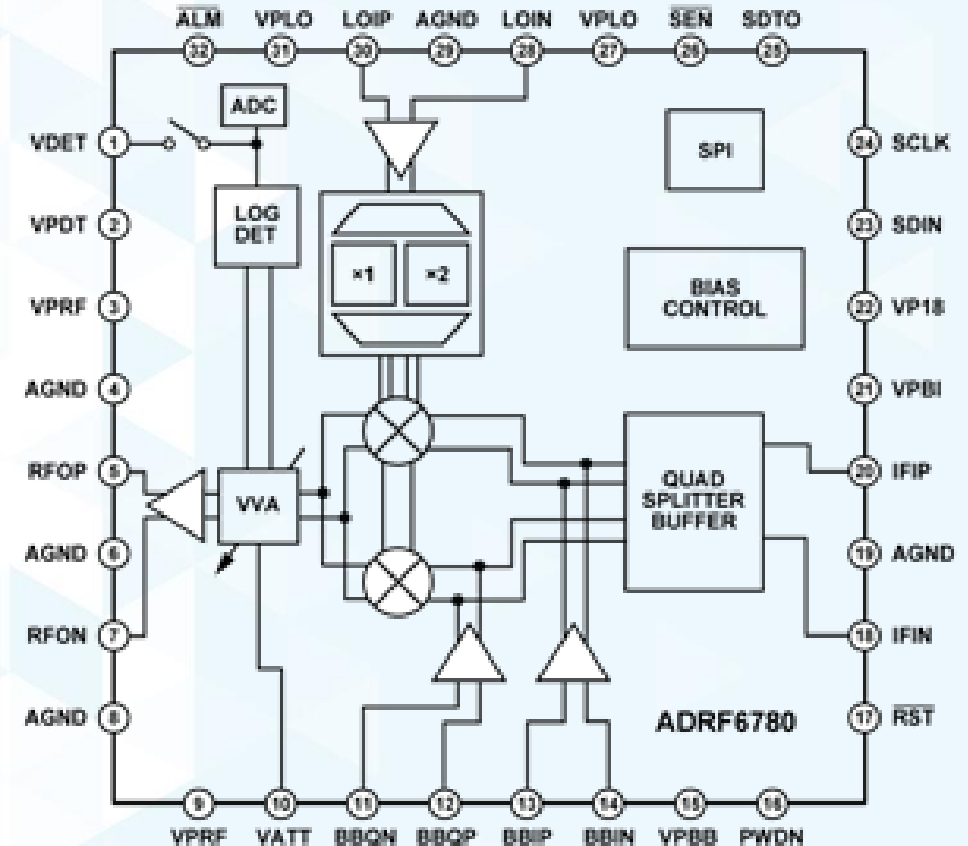 ALM VPLO LOIP AGND LOIN VPLO SEN SDTO
32 31 30 29 28 27 26 25
ADC
VDET 1
SPI
24 SCLK
VPDT 2
LOG
DET
23 SDIN
VPRF 3
×1 ×2
BIAS
CONTROL
22 VP18
AGND 4
21 VPBI
RFOP 5
VVA
QUAD
SPLITTER
BUFFER
20 IFIP
AGND 6
19 AGND
RFON 7
18 IFIN
AGND 8
ADRF6780
17 RST
9 10 11 12 13 14 15 16
VPRF VATT BBQN BBQP BBIP BBIN VPBB PWDN